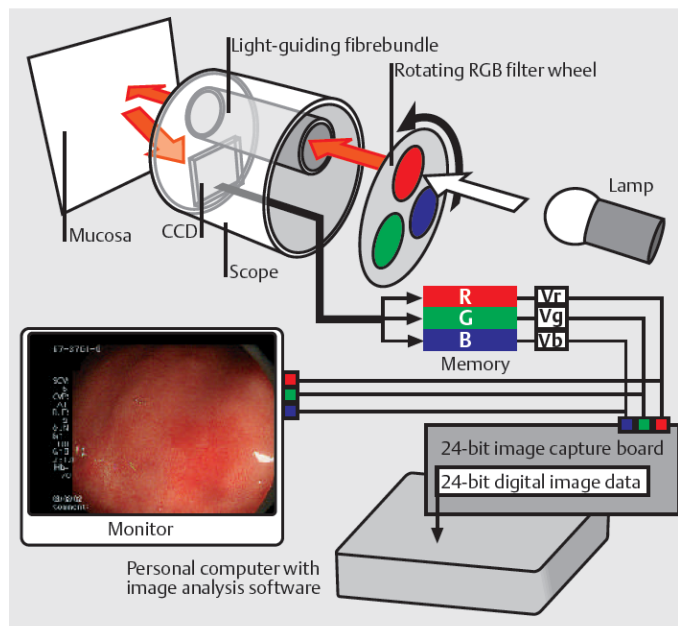 Light-guiding fibrebundle
Rotating RGB filter wheel
Lamp
Mucosa
CCD
Scope
R
G
B
Vr
Vg
Vb
Memory
24-bit image capture board
24-bit digital image data
Monitor
Personal computer with
image analysis software